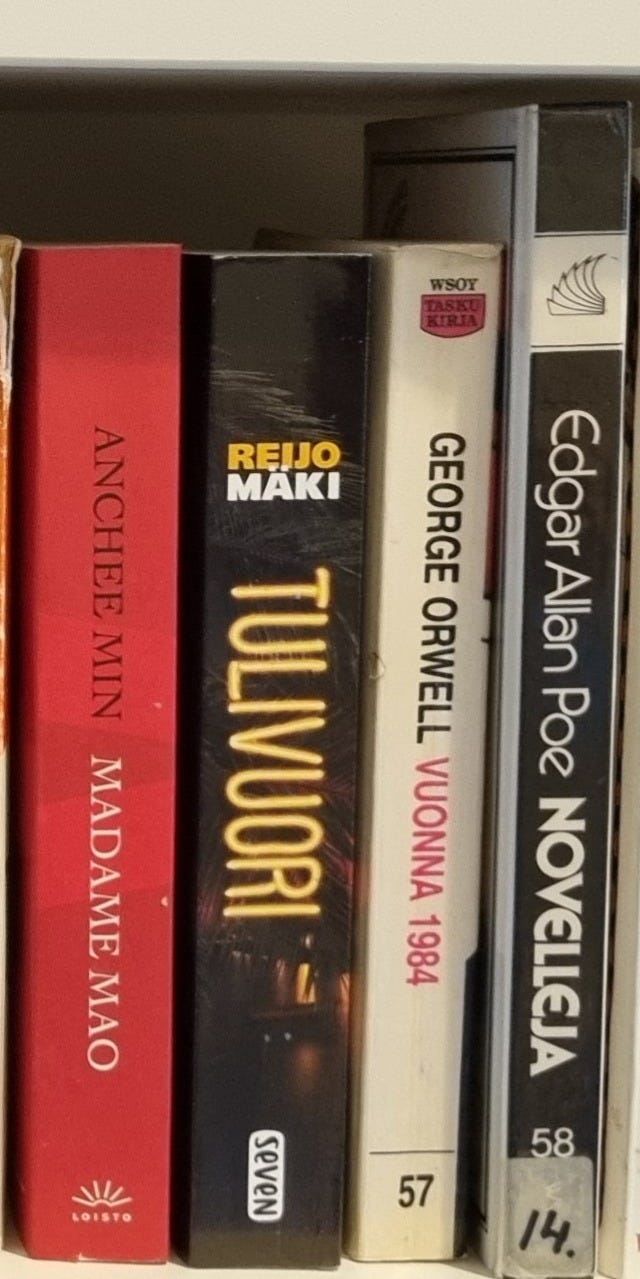 ANCHEE MIN MADAME MAO
LOISTO
REIJO
MÄKI
TULIVUORI
seven
WSOY
TASKU
KIRJA
GEORGE ORWELL VUONNA 1984
57
Edgar Allan Poe NOVELLEJA
58
14.